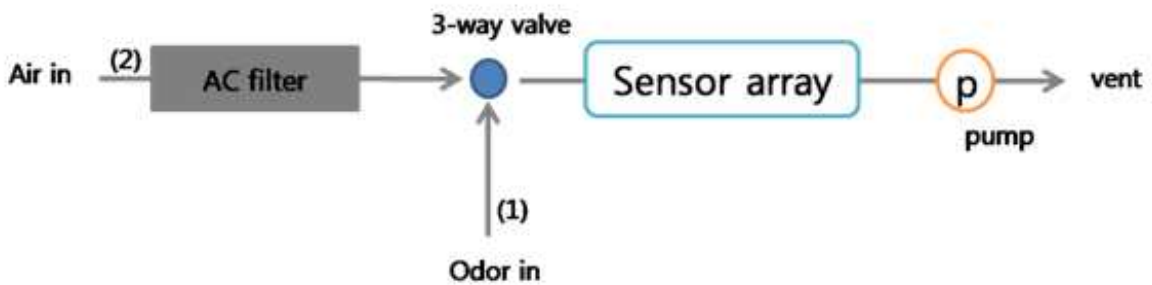 3-way valve
Air in
(2)
AC filter
Sensor array
p
vent
pump
(1)
Odor in